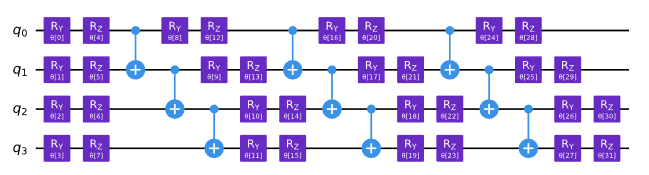 q0 RY θ[0] RZ θ[4] RY θ[8] RZ θ[12] RY θ[16] RZ θ[20] RY θ[24] RZ θ[28]
q1 RY θ[1] RZ θ[5] RY θ[9] RZ θ[13] RY θ[17] RZ θ[21] RY θ[25] RZ θ[29]
q2 RY θ[2] RZ θ[6] RY θ[10] RZ θ[14] RY θ[18] RZ θ[22] RY θ[26] RZ θ[30]
q3 RY θ[3] RZ θ[7] RY θ[11] RZ θ[15] RY θ[19] RZ θ[23] RY θ[27] RZ θ[31]